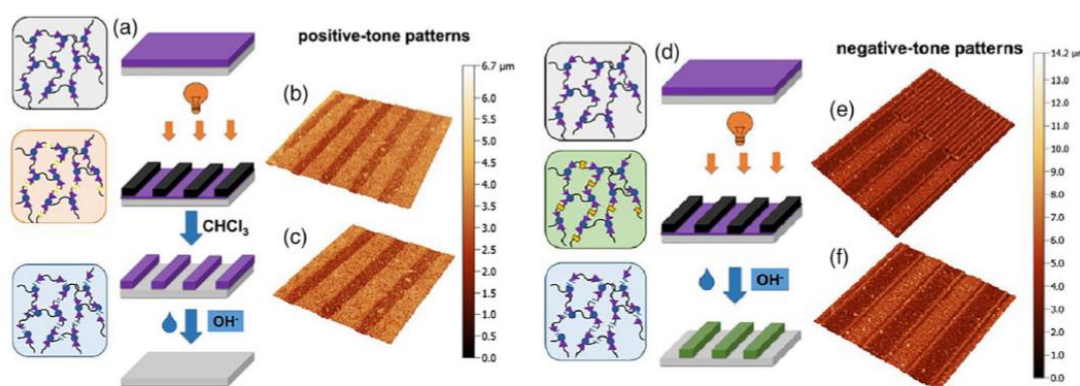 (a)
positive-tone patterns
CHCl₃
OH⁻
(b)
(c)
6.7 µm
6.0
5.5
5.0
4.5
4.0
3.5
3.0
2.5
2.0
1.5
1.0
0.5
0.0
(d)
negative-tone patterns
OH⁻
(e)
(f)
14.2 µm
13.0
12.0
11.0
10.0
9.0
8.0
7.0
6.0
5.0
4.0
3.0
2.0
1.0
0.0